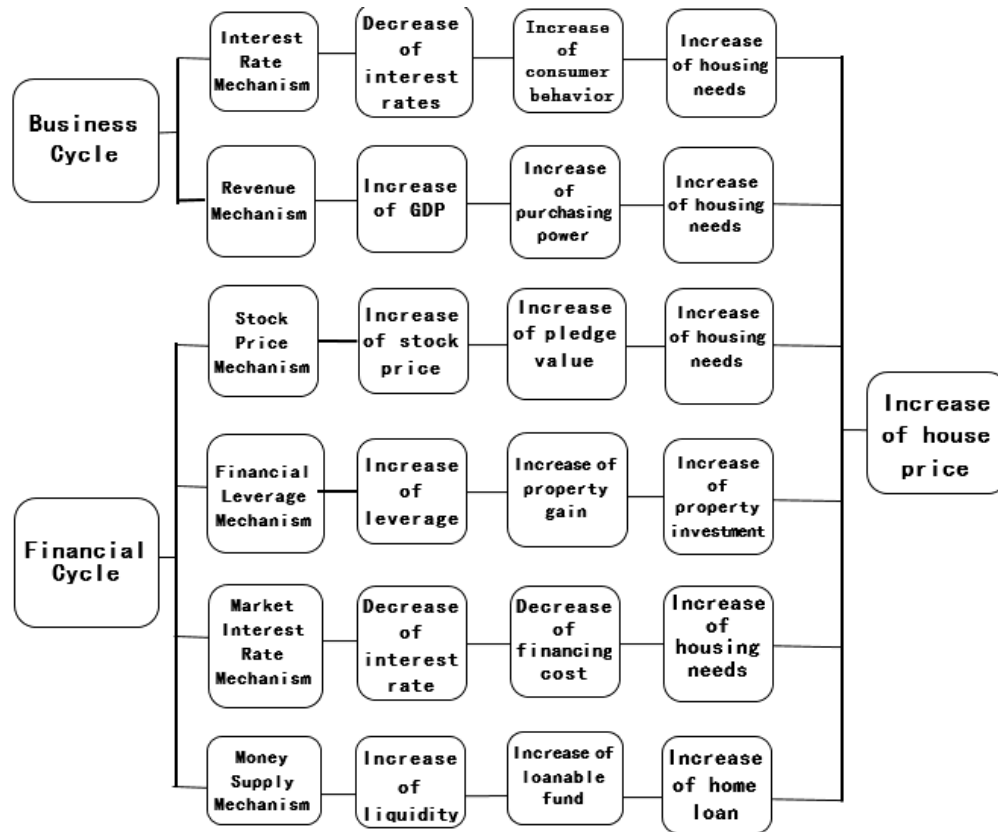 Interest
Rate
Mechanism
Decrease
of
interest
rates
Increase
of
consumer
behavior
Increase
of housing
needs
Business
Cycle
Revenue
Mechanism
Increase
of GDP
Increase
of
purchasing
power
Increase
of housing
needs
Stock
Price
Mechanism
Increase
of stock
price
Increase
of pledge
value
Increase
of housing
needs
Increase
of house
price
Financial
Leverage
Mechanism
Increase
of
leverage
Increase of
property
gain
Increase
of
property
investment
Financial
Cycle
Market
Interest
Rate
Mechanism
Decrease
of
interest
rate
Decrease
of
financing
cost
Increase
of
housing
needs
Money
Supply
Mechanism
Increase
of
liquidity
Increase of
loanable
fund
Increase
of home
loan